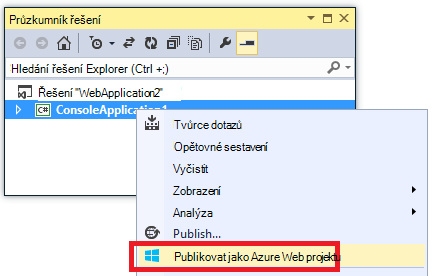 Průzkumník řešení
Hledání řešení Explorer (Ctrl +;)
Řešení "WebApplication2"
C# ConsoleApplication1
Tvůrce dotazů
Opětovné sestavení
Vyčistit
Zobrazení
Analýza
Publish...
Publikovat jako Azure Web projektu